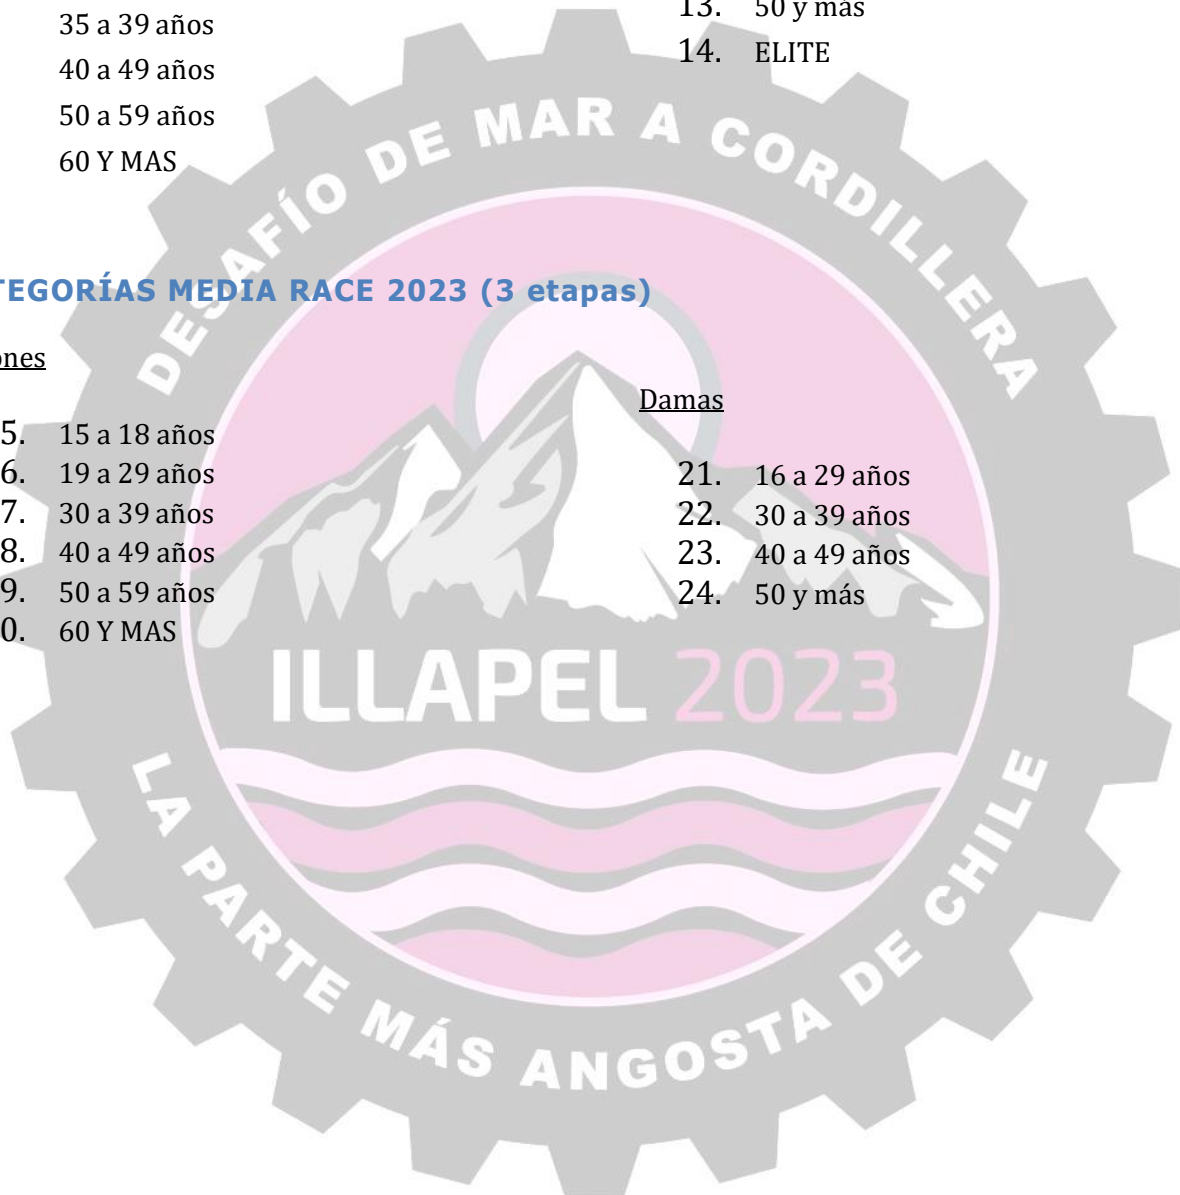 35 a 39 años
40 a 49 años
50 a 59 años
60 Y MAS
13. 50 y más
14. ELITE
TEGORÍAS MEDIA RACE 2023 (3 etapas)
ones
5. 15 a 18 años
6. 19 a 29 años
7. 30 a 39 años
8. 40 a 49 años
9. 50 a 59 años
0. 60 Y MAS
Damas
21. 16 a 29 años
22. 30 a 39 años
23. 40 a 49 años
24. 50 y más
DESAFÍO DE MAR A CORDILLERA
ILLAPEL 2023
LA PARTE MÁS ANGOSTA DE CHILE